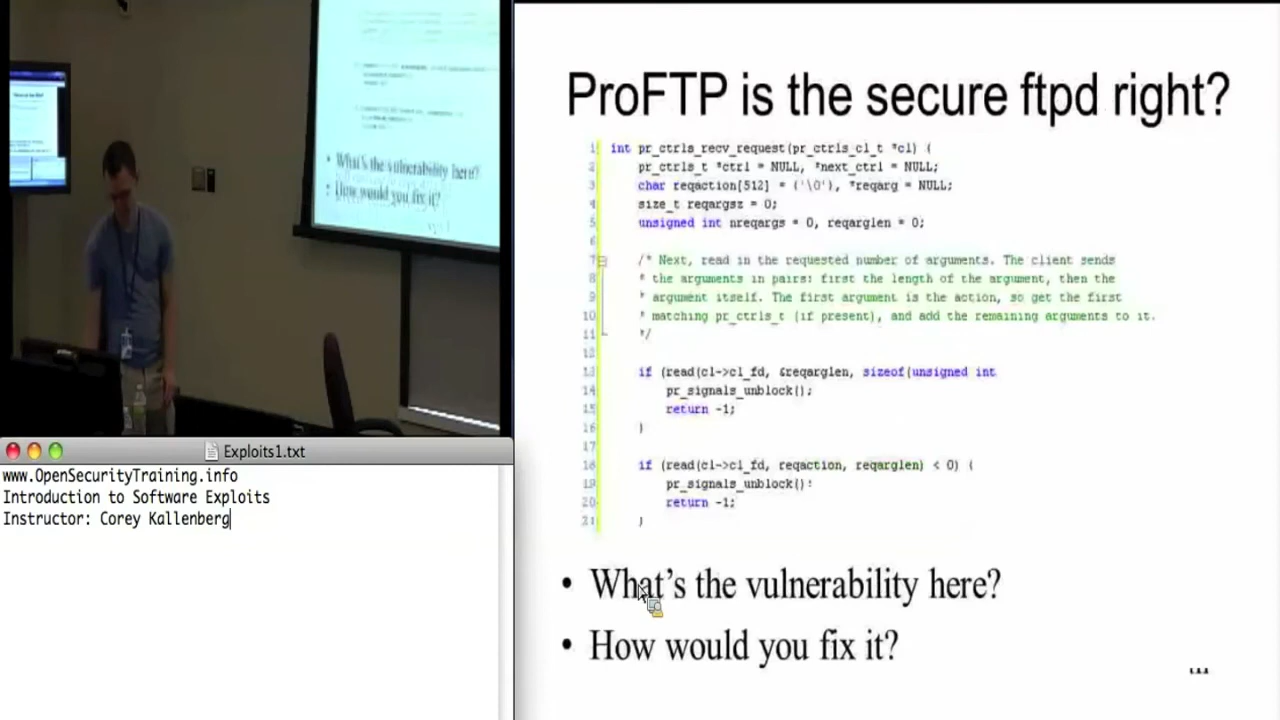 What's the vulnerability here?
How would you fix it?
Exploits1.txt
www.OpenSecurityTraining.info
Introduction to Software Exploits
Instructor: Corey Kallenberg
ProFTP is the secure ftpd right?
1 int pr_ctrls_recv_request(pr_ctrls_cl_t *cl) {
2 pr_ctrls_t *ctrl = NULL, *next_ctrl = NULL;
3 char reqaction[512] = {'\0'}, *reqarg = NULL;
4 size_t reqargsz = 0;
5 unsigned int nreqargs = 0, reqarglen = 0;
6
7 /* Next, read in the requested number of arguments. The client sends
8 * the arguments in pairs: first the length of the argument, then the
9 * argument itself. The first argument is the action, so get the first
10 * matching pr_ctrls_t (if present), and add the remaining arguments to it.
11 */
12
13 if (read(cl->cl_fd, &reqarglen, sizeof(unsigned int
14 pr_signals_unblock();
15 return -1;
16 }
17
18 if (read(cl->cl_fd, reqaction, reqarglen) < 0) {
19 pr_signals_unblock();
20 return -1;
21 }
• What's the vulnerability here?
• How would you fix it?
...